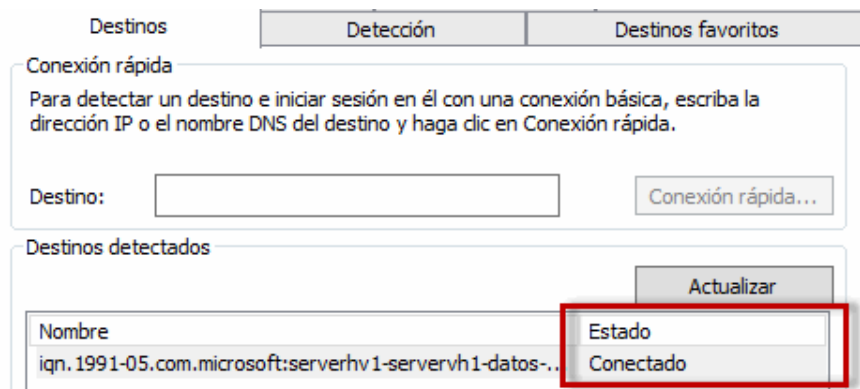 Destinos Detección Destinos favoritos
Conexión rápida
Para detectar un destino e iniciar sesión en él con una conexión básica, escriba la
dirección IP o el nombre DNS del destino y haga clic en Conexión rápida.
Destino: Conexión rápida...
Destinos detectados
Actualizar
Nombre Estado
iqn.1991-05.com.microsoft:serverhv1-servervh1-datos-... Conectado